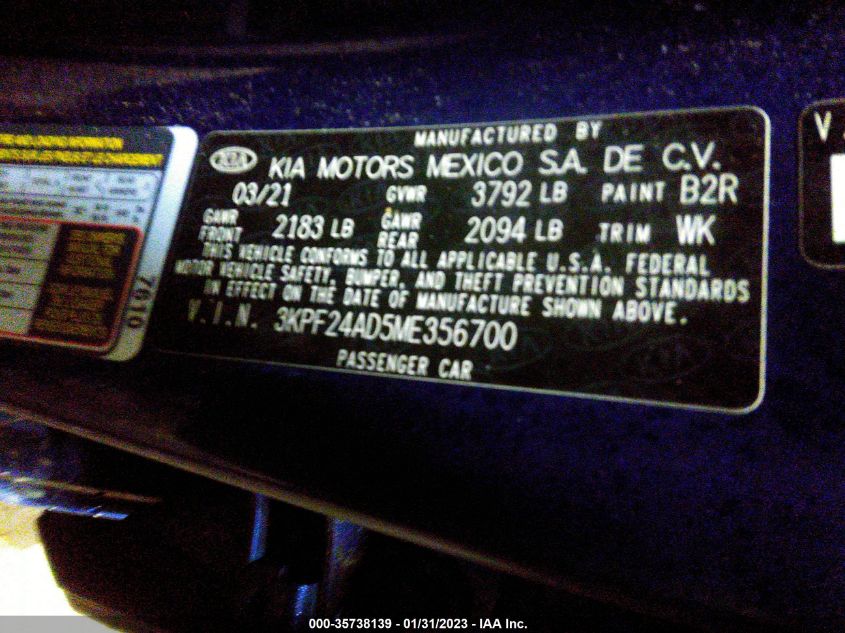 MANUFACTURED BY
KIA KIA MOTORS MEXICO S.A. DE C.V.
03/21 GVWR 3792 LB PAINT B2R
GAWR FRONT 2183 LB GAWR REAR 2094 LB TRIM WK
THIS VEHICLE CONFORMS TO ALL APPLICABLE U.S.A. FEDERAL
MOTOR VEHICLE SAFETY, BUMPER, AND THEFT PREVENTION STANDARDS
IN EFFECT ON THE DATE OF MANUFACTURE SHOWN ABOVE.
V.I.N. 3KPF24AD5ME356700
PASSENGER CAR
V.
000-35738139 - 01/31/2023 - IAA Inc.